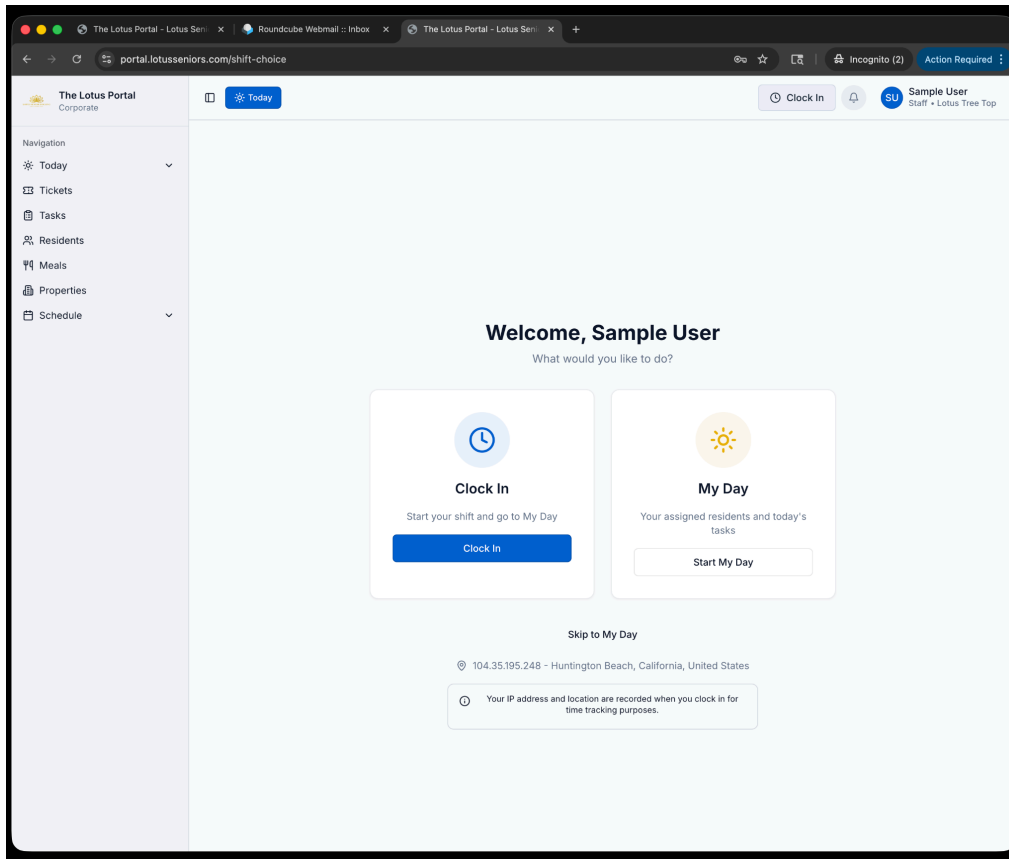 The Lotus Portal - Lotus Seni
Roundcube Webmail :: Inbox
The Lotus Portal - Lotus Seni
portal.lotusseniors.com/shift-choice
Incognito (2)
Action Required
The Lotus Portal
Corporate
Today
Clock In
SU
Sample User
Staff • Lotus Tree Top
Navigation
Today
Tickets
Tasks
Residents
Meals
Properties
Schedule
Welcome, Sample User
What would you like to do?
Clock In
Start your shift and go to My Day
Clock In
My Day
Your assigned residents and today's
tasks
Start My Day
Skip to My Day
104.35.195.248 - Huntington Beach, California, United States
Your IP address and location are recorded when you clock in for
time tracking purposes.